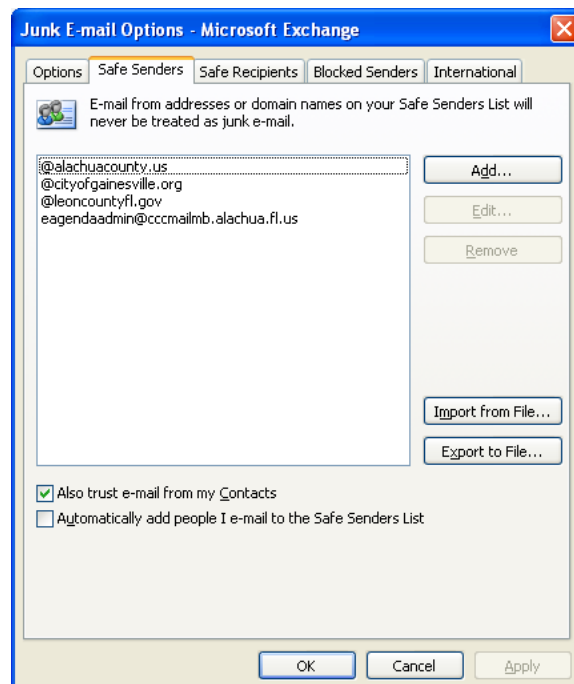 Junk E-mail Options - Microsoft Exchange
Options Safe Senders Safe Recipients Blocked Senders International
E-mail from addresses or domain names on your Safe Senders List will
never be treated as junk e-mail.
@alachuacounty.us
@cityofgainesville.org
@leoncountyfl.gov
eagendaadmin@cccmailmb.alachua.fl.us
Add...
Edit...
Remove
Import from File...
Export to File...
Also trust e-mail from my Contacts
Automatically add people I e-mail to the Safe Senders List
OK Cancel Apply